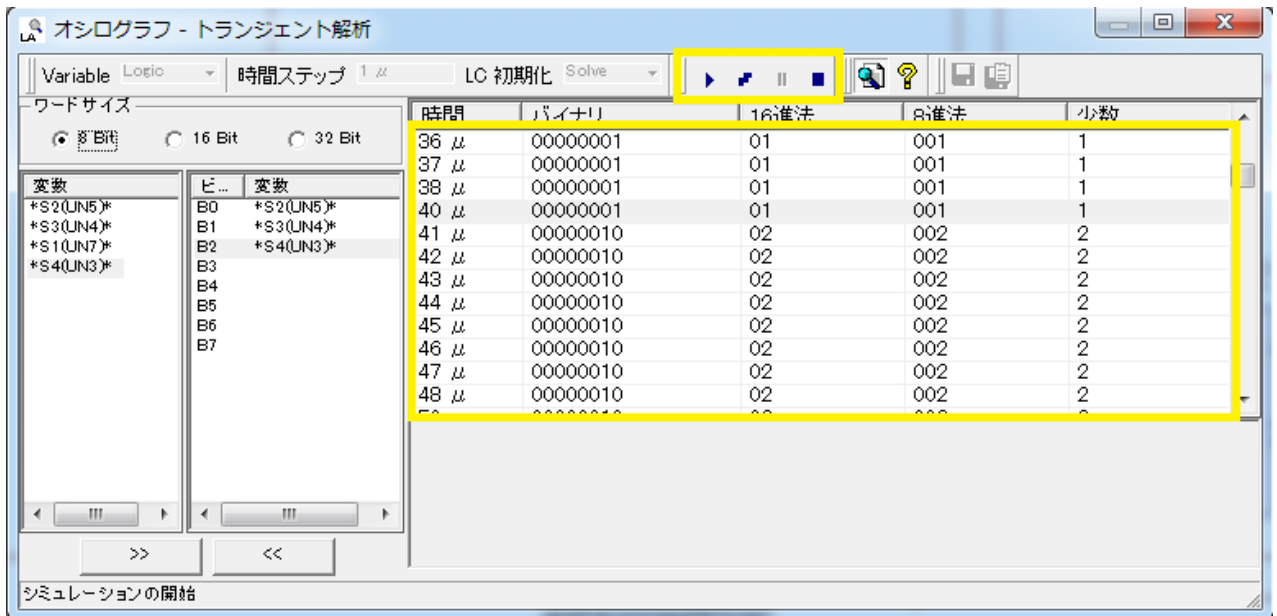 オシログラフ - トランジェント解析
Variable Logic 時間ステップ 1 μ LC 初期化 Solve
ワードサイズ
8 Bit 16 Bit 32 Bit
変数
*S2(UN5)*
*S3(UN4)*
*S1(UN7)*
*S4(UN3)*
ビ... 変数
B0 *S2(UN5)*
B1 *S3(UN4)*
B2 *S4(UN3)*
B3
B4
B5
B6
B7
>> <<
時間 バイナリ 16進法 8進法 少数
36 μ 00000001 01 001 1
37 μ 00000001 01 001 1
38 μ 00000001 01 001 1
40 μ 00000001 01 001 1
41 μ 00000010 02 002 2
42 μ 00000010 02 002 2
43 μ 00000010 02 002 2
44 μ 00000010 02 002 2
45 μ 00000010 02 002 2
46 μ 00000010 02 002 2
47 μ 00000010 02 002 2
48 μ 00000010 02 002 2
シミュレーションの開始